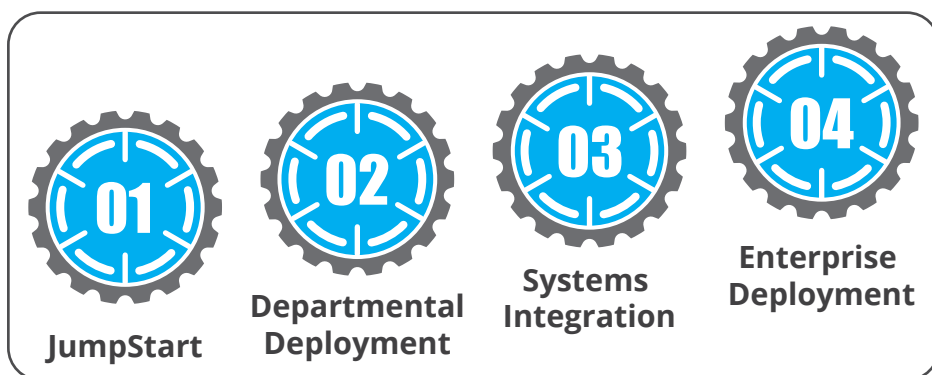 01
JumpStart
02
Departmental
Deployment
03
Systems
Integration
04
Enterprise
Deployment